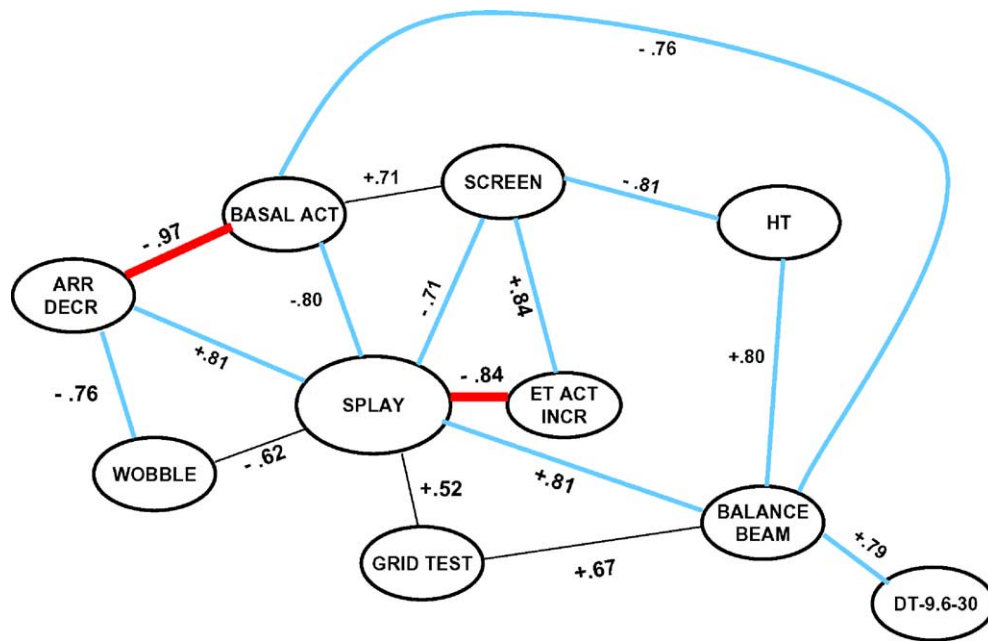 - .76
+.71
SCREEN
- .81
BASAL ACT
HT
- .97
ARR
DECR
-.80
-.71
+.84
+.81
+.80
- .84
- .76
SPLAY
ET ACT
INCR
WOBBLE
- .62
+.52
+.81
BALANCE
BEAM
GRID TEST
+.67
+.79
DT-9.6-30